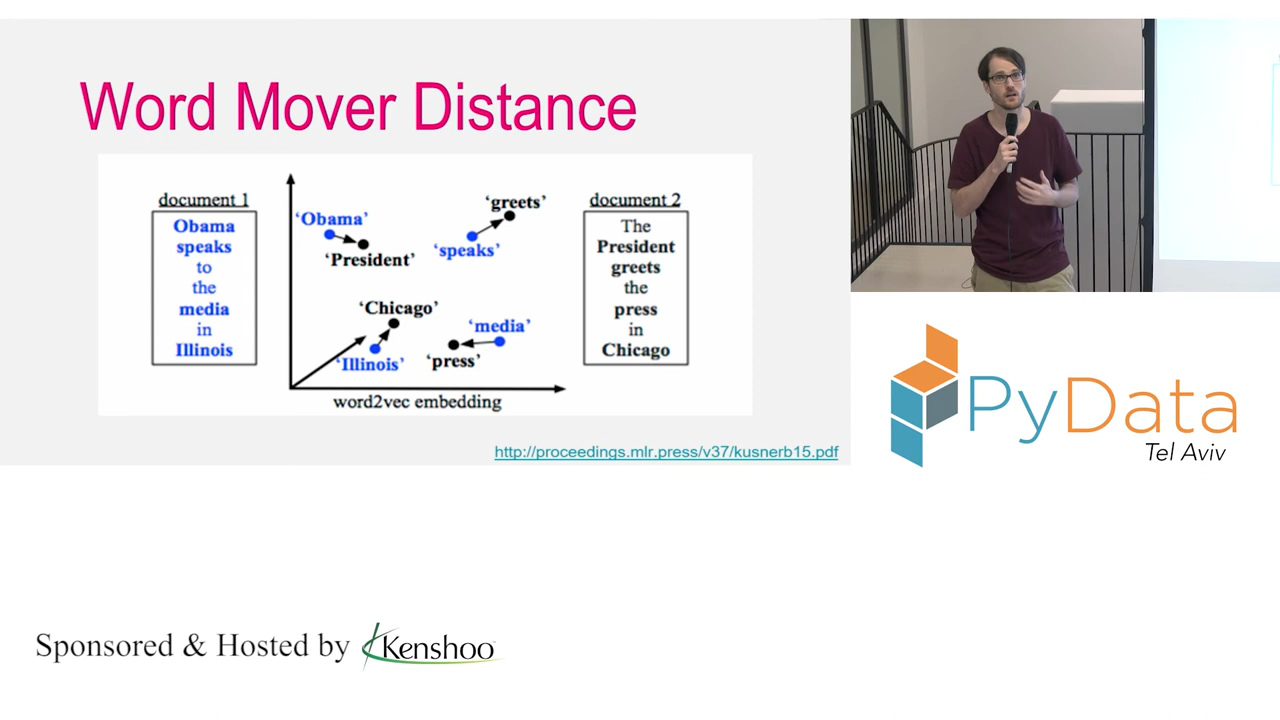 Word Mover Distance
document 1
Obama
speaks
to
the
media
in
Illinois
'Obama'
'President'
'greets'
'speaks'
'Chicago'
'Illinois'
'media'
'press'
word2vec embedding
document 2
The
President
greets
the
press
in
Chicago
http://proceedings.mlr.press/v37/kusnerb15.pdf
PyData
Tel Aviv
Sponsored & Hosted by Kenshoo